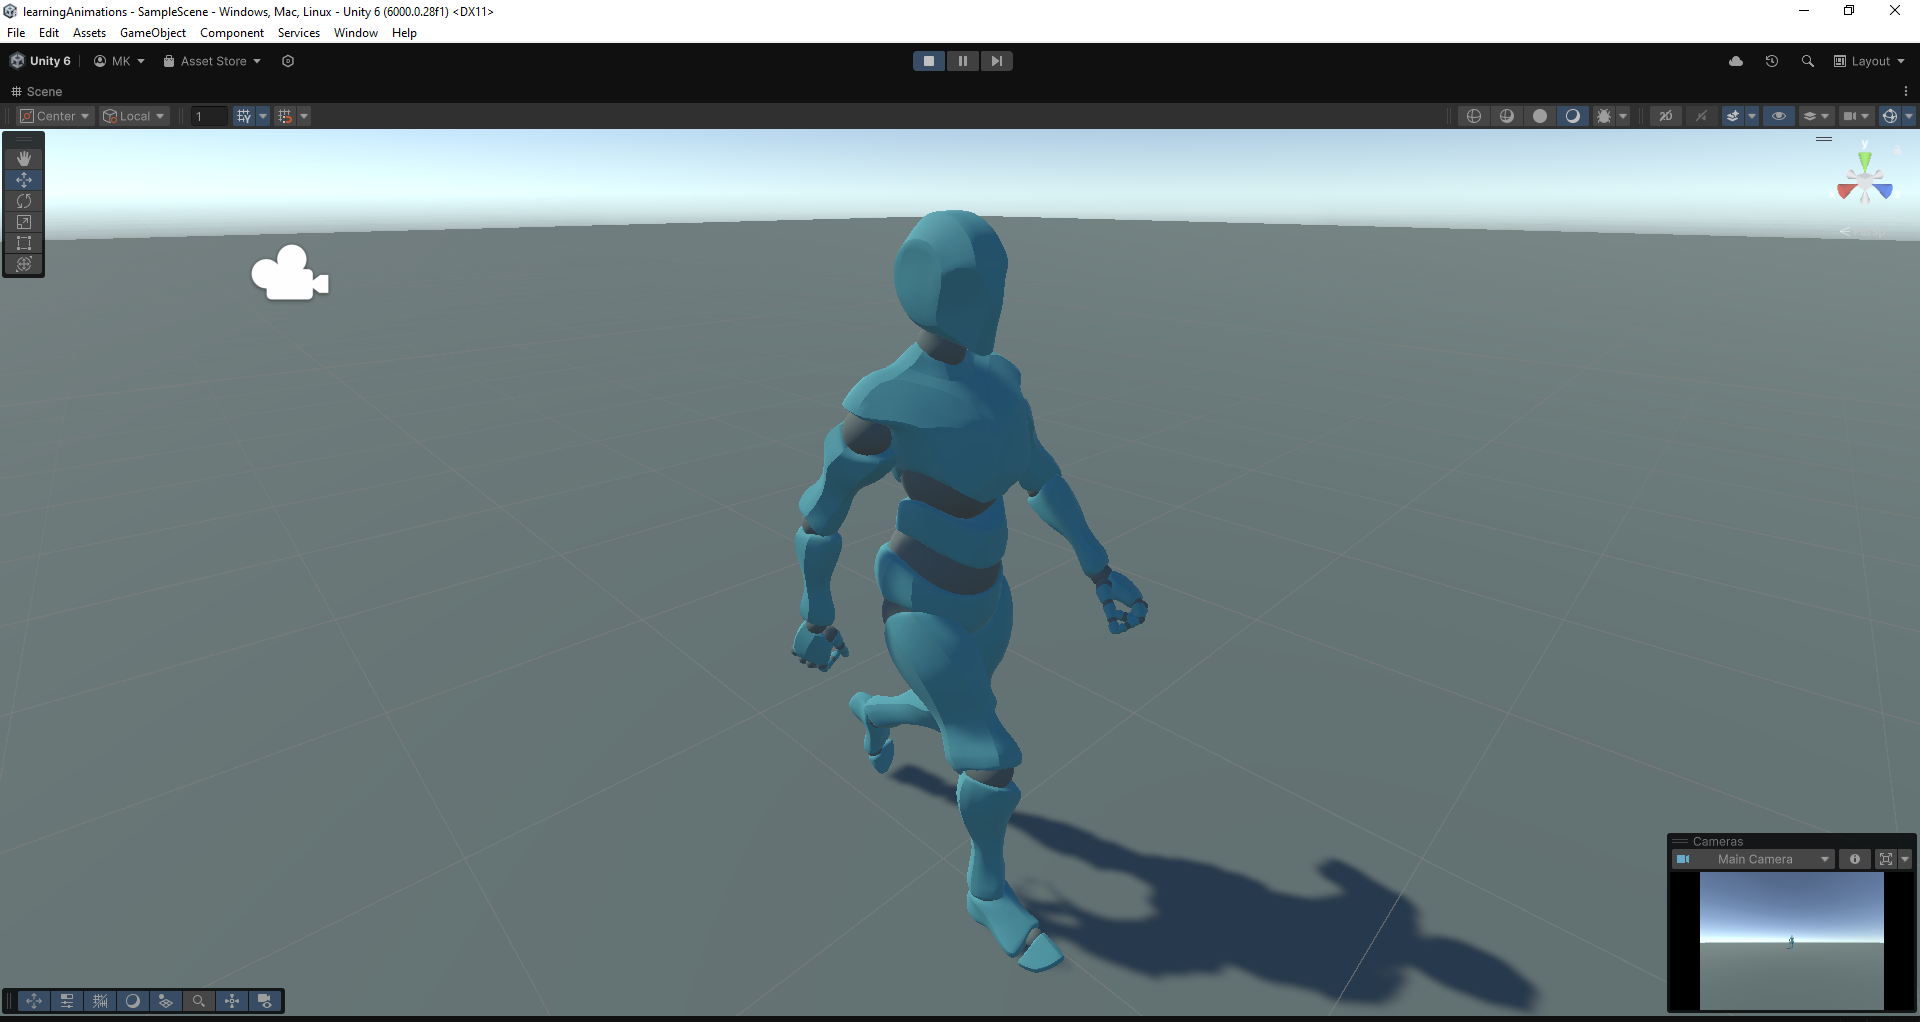 learningAnimations - SampleScene - Windows, Mac, Linux - Unity 6 (6000.0.28f1) <DX11>
File Edit Assets GameObject Component Services Window Help
Unity 6 MK Asset Store Layout
Scene
Center Local 1 2D
y
Cameras
Main Camera